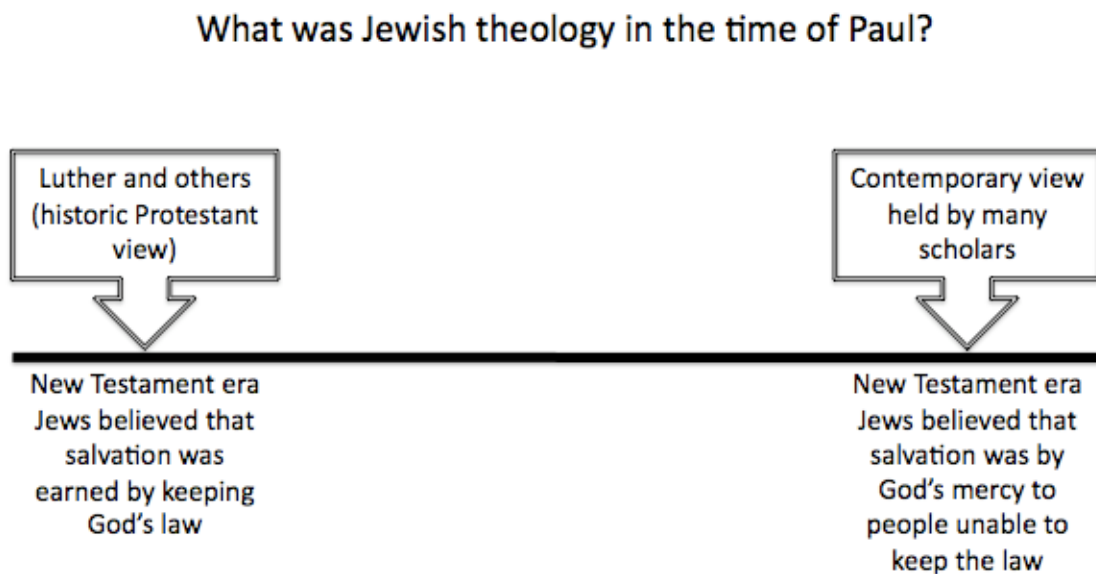 What was Jewish theology in the time of Paul?
Luther and others
(historic Protestant
view)
Contemporary view
held by many
scholars
New Testament era
Jews believed that
salvation was
earned by keeping
God’s law
New Testament era
Jews believed that
salvation was by
God’s mercy to
people unable to
keep the law